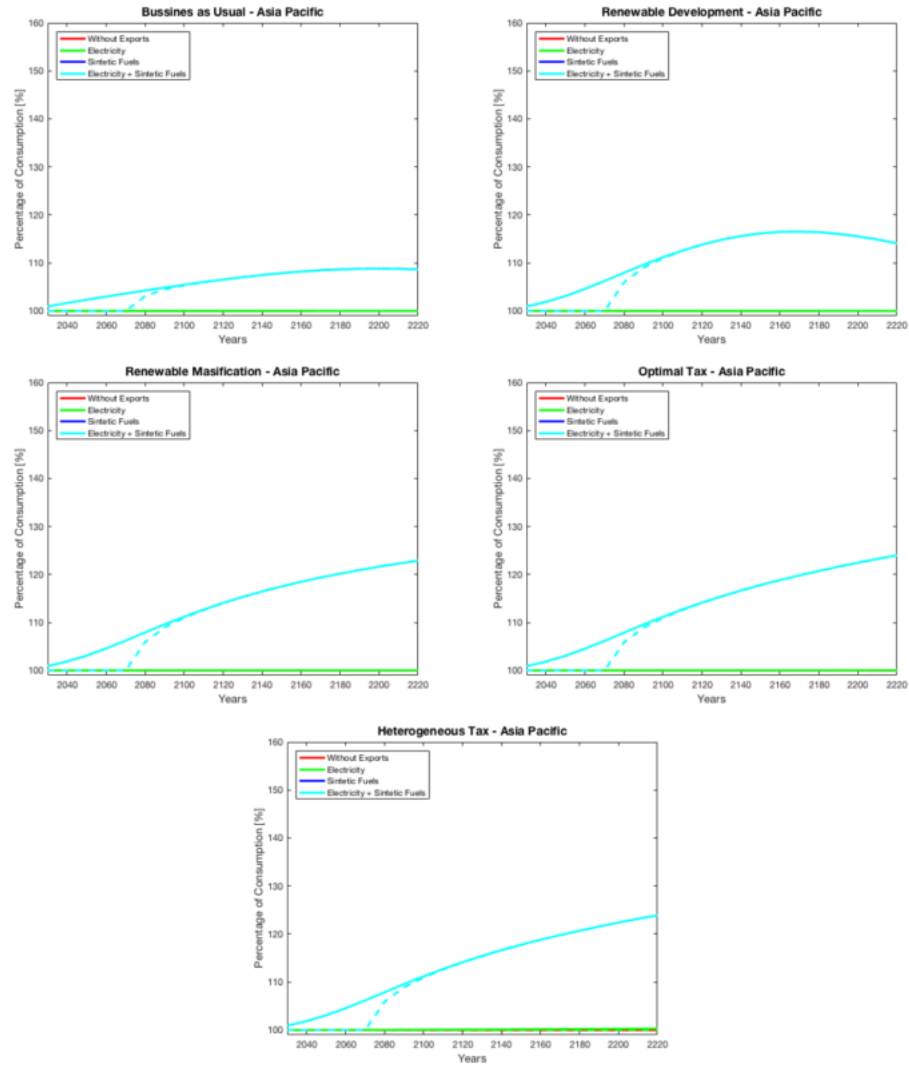 Bussines as Usual - Asia Pacific
Percentage of Consumption [%]
160
150
140
130
120
110
100
Without Exports
Electricity
Sintetic Fuels
Electricity + Sintetic Fuels
2040 2060 2080 2100 2120 2140 2160 2180 2200 2220
Years
Renewable Development - Asia Pacific
Percentage of Consumption [%]
160
150
140
130
120
110
100
Without Exports
Electricity
Sintetic Fuels
Electricity + Sintetic Fuels
2040 2060 2080 2100 2120 2140 2160 2180 2200 2220
Years
Renewable Masification - Asia Pacific
Percentage of Consumption [%]
160
150
140
130
120
110
100
Without Exports
Electricity
Sintetic Fuels
Electricity + Sintetic Fuels
2040 2060 2080 2100 2120 2140 2160 2180 2200 2220
Years
Optimal Tax - Asia Pacific
Percentage of Consumption [%]
160
150
140
130
120
110
100
Without Exports
Electricity
Sintetic Fuels
Electricity + Sintetic Fuels
2040 2060 2080 2100 2120 2140 2160 2180 2200 2220
Years
Heterogeneous Tax - Asia Pacific
Percentage of Consumption [%]
160
150
140
130
120
110
100
Without Exports
Electricity
Sintetic Fuels
Electricity + Sintetic Fuels
2040 2060 2080 2100 2120 2140 2160 2180 2200 2220
Years